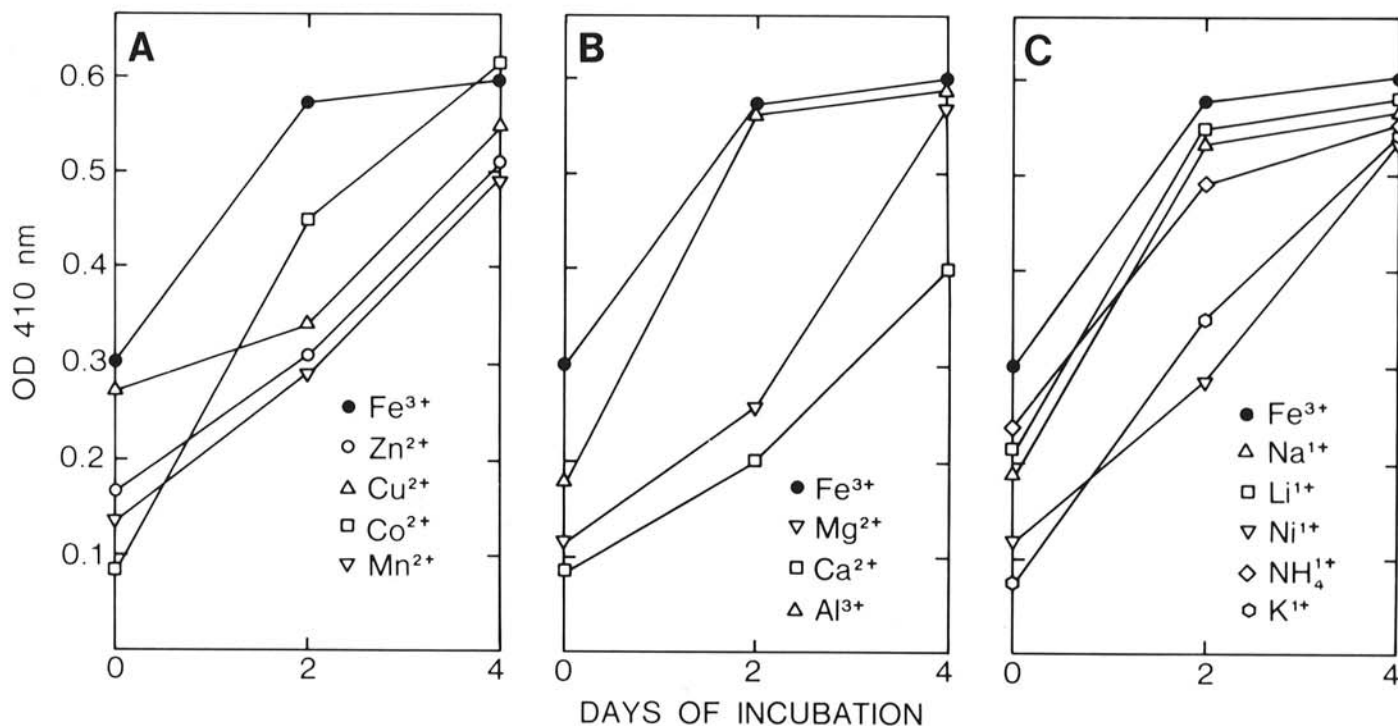 A
B
C
OD 410 nm
0.6
0.5
0.4
0.3
0.2
0.1
Fe³⁺
Zn²⁺
Cu²⁺
Co²⁺
Mn²⁺
Fe³⁺
Mg²⁺
Ca²⁺
Al³⁺
Fe³⁺
Na¹⁺
Li¹⁺
Ni¹⁺
NH₄¹⁺
K¹⁺
0 2 4 0 2 4 0 2 4
DAYS OF INCUBATION